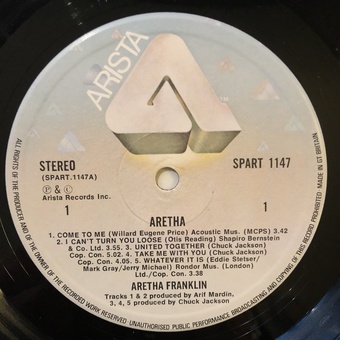 ARISTA
ALL RIGHTS OF THE PRODUCER AND OF THE OWNER OF THE RECORDED WORK RESERVED · UNAUTHORISED PUBLIC PERFORMANCE BROADCASTING AND COPYING OF THIS RECORD PROHIBITED · MADE IN GT BRITAIN
STEREO
(SPART.1147A)
SPART 1147
℗ & ©
Arista Records Inc.
1
1
ARETHA
1. COME TO ME (Willard Eugene Price) Acoustic Mus. (MCPS) 3.42
2. I CAN'T TURN YOU LOOSE (Otis Reading) Shapiro Bernstein
& Co. Ltd. 3.55. 3. UNITED TOGETHER (Chuck Jackson)
Cop. Con. 5.02. 4. TAKE ME WITH YOU (Chuck Jackson)
Cop. Con. 4.05. 5. WHATEVER IT IS (Eddie Stelser/
Mark Gray/Jerry Michael) Rondor Mus. (London)
Ltd./Cop. Con. 3.38
ARETHA FRANKLIN
Tracks 1 & 2 produced by Arif Mardin,
3, 4, 5 produced by Chuck Jackson